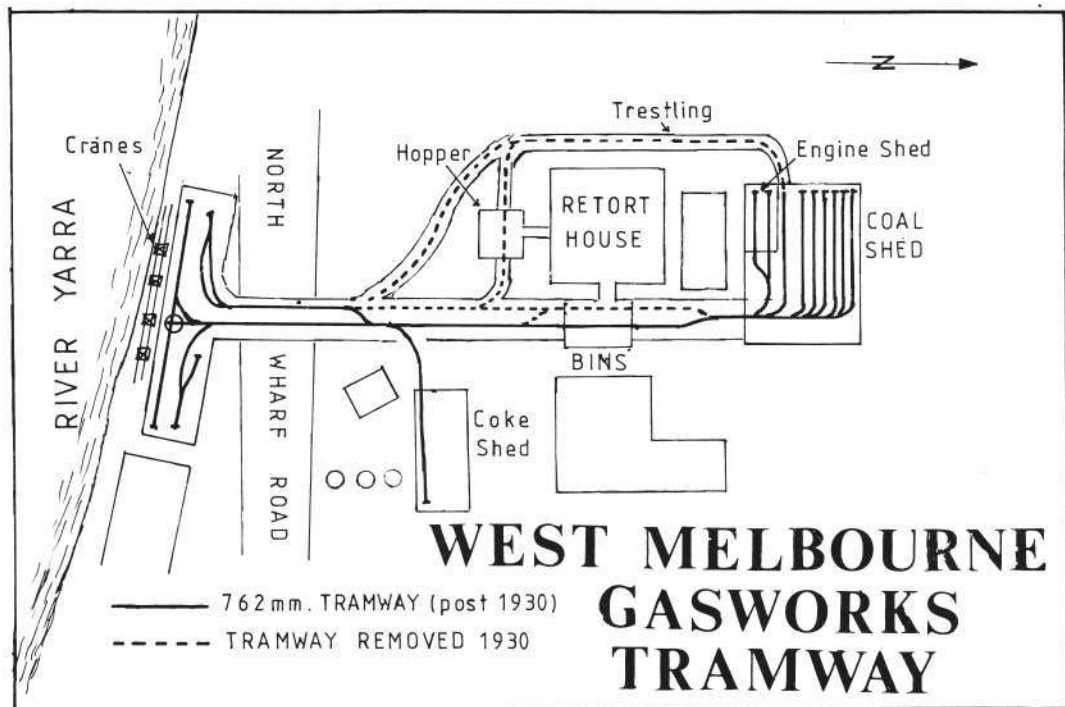 N
Trestling
Cranes
Hopper
Engine Shed
NORTH
RETORT
HOUSE
COAL
SHED
RIVER YARRA
WHARF ROAD
BINS
Coke
Shed
WEST MELBOURNE
GASWORKS
TRAMWAY
762mm. TRAMWAY (post 1930)
TRAMWAY REMOVED 1930